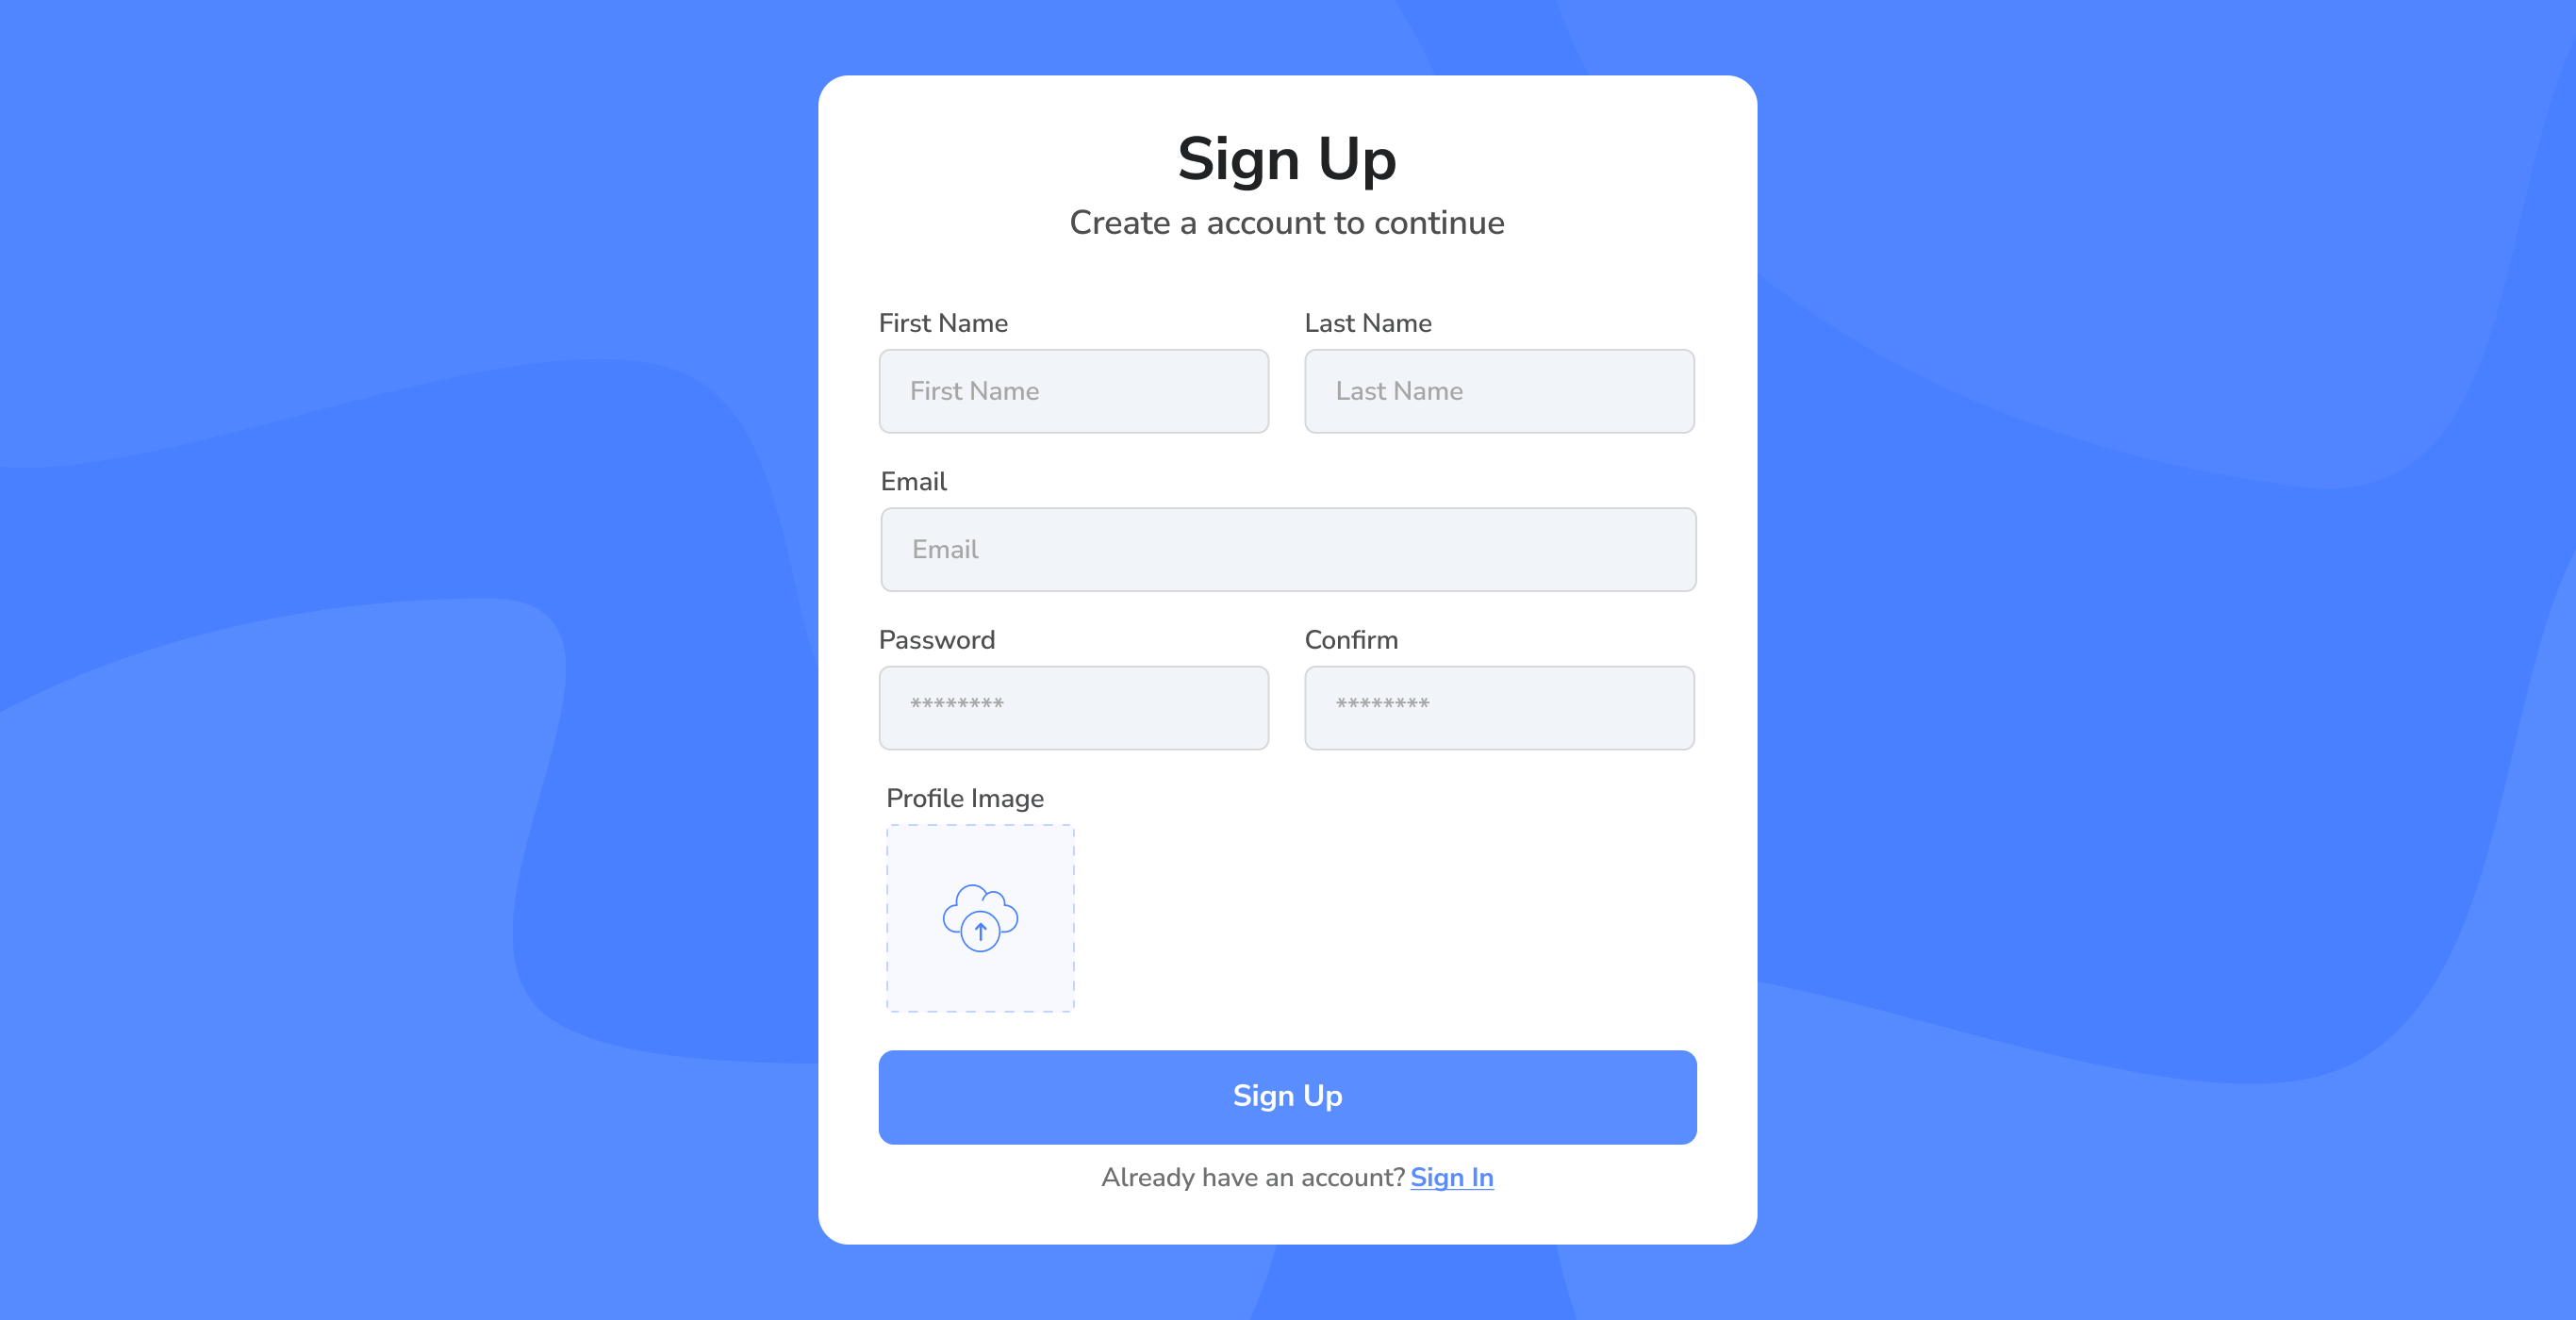 Sign Up
Create a account to continue
First Name Last Name
First Name Last Name
Email
Email
Password Confirm
******** ********
Profile Image
Sign Up
Already have an account? Sign In